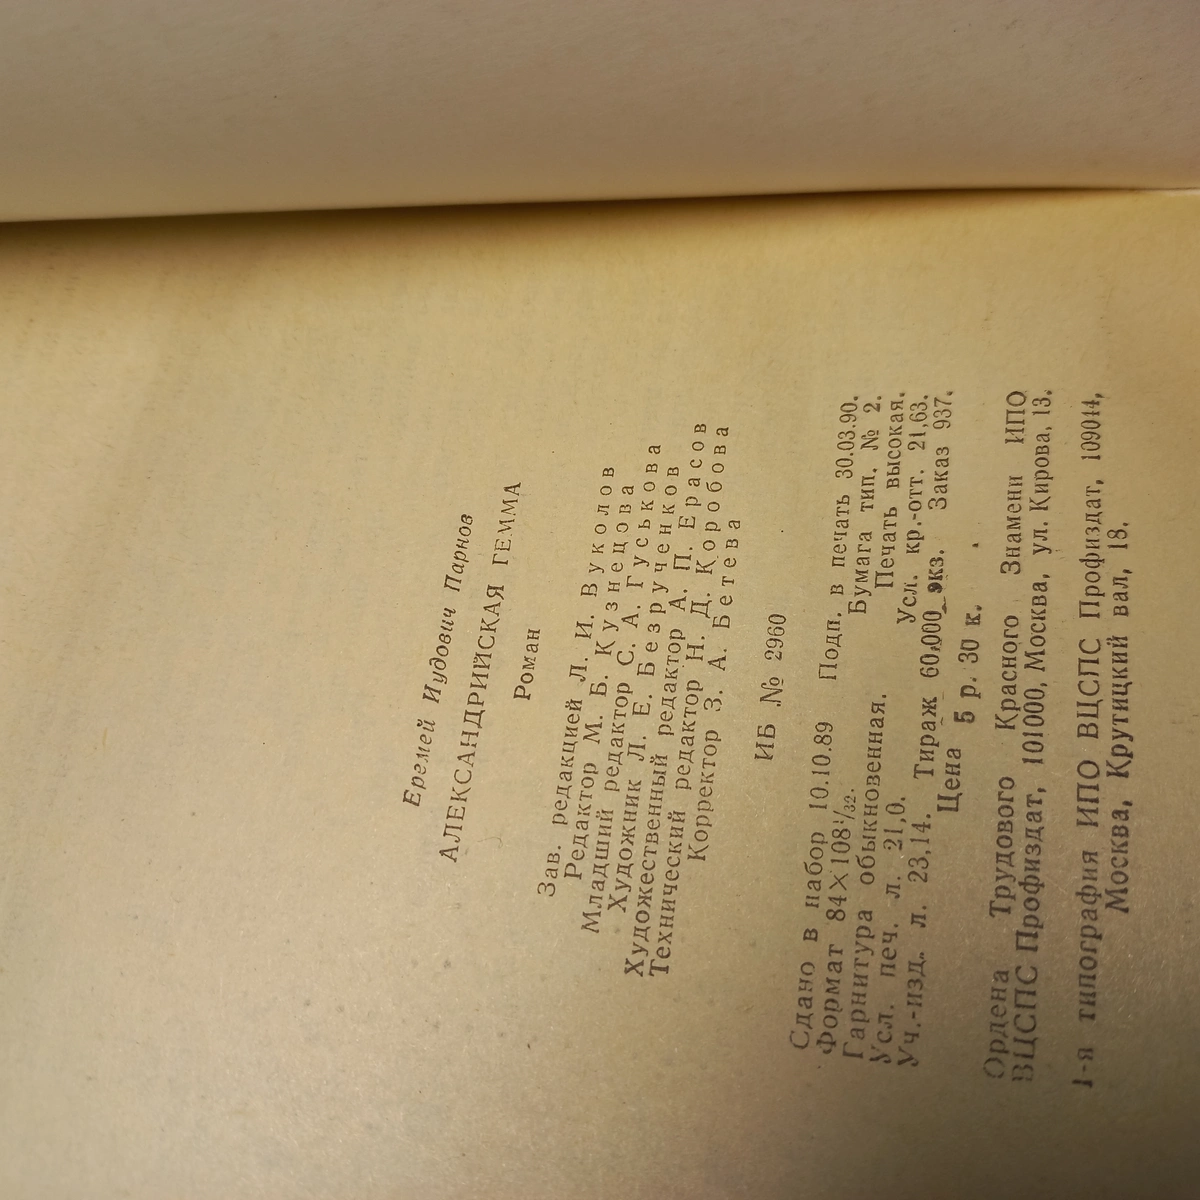 Еремей Иудович Парнов
АЛЕКСАНДРИЙСКАЯ ГЕММА
Роман
Зав. редакцией Л. И. Вуколов
Редактор М. Б. Кузнецова
Младший редактор С. А. Гуськова
Художник Л. Е. Безрученков
Художественный редактор А. П. Ерасов
Технический редактор Н. Д. Коробова
Корректор З. А. Бетева
ИБ № 2960
Сдано в набор 10.10.89 Подп. в печать 30.03.90.
Формат 84×108¹/₃₂. Бумага тип. № 2.
Гарнитура обыкновенная. Печать высокая.
Усл. печ. л. 21,0. Усл. кр.-отт. 21,63.
Уч.-изд. л. 23,14. Тираж 60.000 экз. Заказ 937.
Цена 5 р. 30 к.
Ордена Трудового Красного Знамени ИПО
ВЦСПС Профиздат, 101000, Москва, ул. Кирова, 13.
1-я типография ИПО ВЦСПС Профиздат, 109044,
Москва, Крутицкий вал, 18.